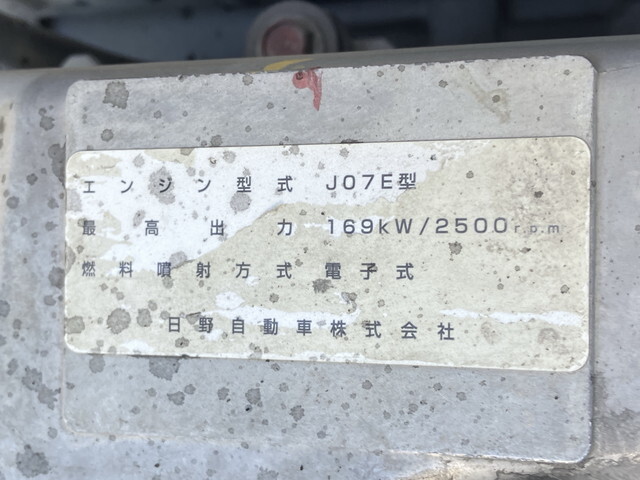 エンジン型式 J07E型
最高出力 169kW/2500r.p.m
燃料噴射方式 電子式
日野自動車株式会社